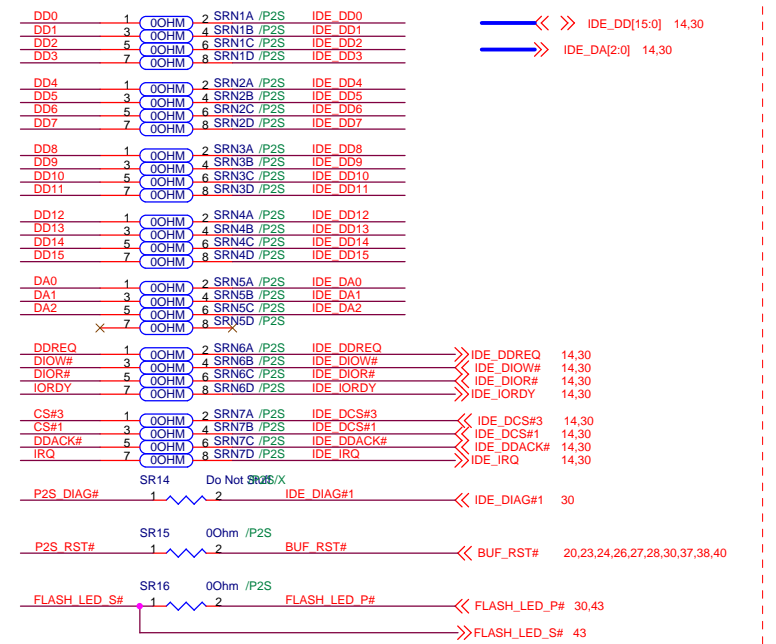 DD0 1 0OHM 2 SRN1A /P2S IDE_DD0
DD1 3 0OHM 4 SRN1B /P2S IDE_DD1
DD2 5 0OHM 6 SRN1C /P2S IDE_DD2
DD3 7 0OHM 8 SRN1D /P2S IDE_DD3
IDE_DD[15:0] 14,30
IDE_DA[2:0] 14,30
DD4 1 0OHM 2 SRN2A /P2S IDE_DD4
DD5 3 0OHM 4 SRN2B /P2S IDE_DD5
DD6 5 0OHM 6 SRN2C /P2S IDE_DD6
DD7 7 0OHM 8 SRN2D /P2S IDE_DD7
DD8 1 0OHM 2 SRN3A /P2S IDE_DD8
DD9 3 0OHM 4 SRN3B /P2S IDE_DD9
DD10 5 0OHM 6 SRN3C /P2S IDE_DD10
DD11 7 0OHM 8 SRN3D /P2S IDE_DD11
DD12 1 0OHM 2 SRN4A /P2S IDE_DD12
DD13 3 0OHM 4 SRN4B /P2S IDE_DD13
DD14 5 0OHM 6 SRN4C /P2S IDE_DD14
DD15 7 0OHM 8 SRN4D /P2S IDE_DD15
DA0 1 0OHM 2 SRN5A /P2S IDE_DA0
DA1 3 0OHM 4 SRN5B /P2S IDE_DA1
DA2 5 0OHM 6 SRN5C /P2S IDE_DA2
7 0OHM 8 SRN5D /P2S
DDREQ 1 0OHM 2 SRN6A /P2S IDE_DDREQ IDE_DDREQ 14,30
DIOW# 3 0OHM 4 SRN6B /P2S IDE_DIOW# IDE_DIOW# 14,30
DIOR# 5 0OHM 6 SRN6C /P2S IDE_DIOR# IDE_DIOR# 14,30
IORDY 7 0OHM 8 SRN6D /P2S IDE_IORDY IDE_IORDY 14,30
CS#3 1 0OHM 2 SRN7A /P2S IDE_DCS#3 IDE_DCS#3 14,30
CS#1 3 0OHM 4 SRN7B /P2S IDE_DCS#1 IDE_DCS#1 14,30
DDACK# 5 0OHM 6 SRN7C /P2S IDE_DDACK# IDE_DDACK# 14,30
IRQ 7 0OHM 8 SRN7D /P2S IDE_IRQ IDE_IRQ 14,30
SR14 Do Not Stuff /P2S/X
P2S_DIAG# 1 2 IDE_DIAG#1 IDE_DIAG#1 30
SR15 0Ohm /P2S
P2S_RST# 1 2 BUF_RST# BUF_RST# 20,23,24,26,27,28,30,37,38,40
SR16 0Ohm /P2S
FLASH_LED_S# 1 2 FLASH_LED_P# FLASH_LED_P# 30,43
FLASH_LED_S# 43